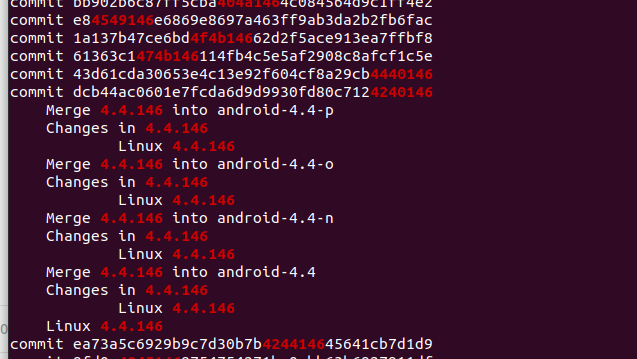 commit bb902b6c87ff5cba404a1464c084564d9c1ff4e2
commit e84549146e6869e8697a463ff9ab3da2b2fb6fac
commit 1a137b47ce6bd4f4b14662d2f5ace913ea7ffbf8
commit 61363c1474b146114fb4c5e5af2908c8afcf1c5e
commit 43d61cda30653e4c13e92f604cf8a29cb4440146
commit dcb44ac0601e7fcda6d9d9930fd80c7124240146
Merge 4.4.146 into android-4.4-p
Changes in 4.4.146
Linux 4.4.146
Merge 4.4.146 into android-4.4-o
Changes in 4.4.146
Linux 4.4.146
Merge 4.4.146 into android-4.4-n
Changes in 4.4.146
Linux 4.4.146
Merge 4.4.146 into android-4.4
Changes in 4.4.146
Linux 4.4.146
Linux 4.4.146
commit ea73a5c6929b9c7d30b7b424414645641cb7d1d9